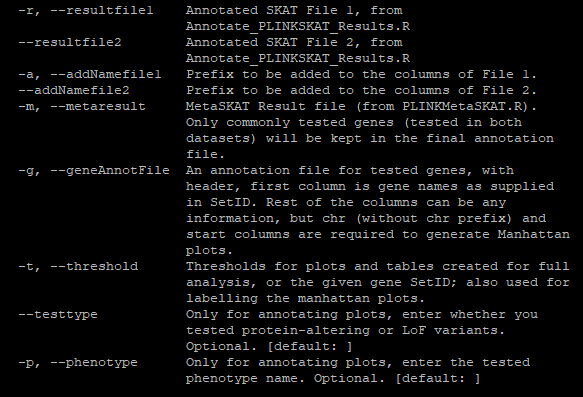 -r, --resultfile1    Annotated SKAT File 1, from
                     Annotate_PLINKSKAT_Results.R
--resultfile2        Annotated SKAT File 2, from
                     Annotate_PLINKSKAT_Results.R
-a, --addNamefile1   Prefix to be added to the columns of File 1.
--addNamefile2       Prefix to be added to the columns of File 2.
-m, --metaresult     MetaSKAT Result file (from PLINKMetaSKAT.R).
                     Only commonly tested genes (tested in both
                     datasets) will be kept in the final annotation
                     file.
-g, --geneAnnotFile  An annotation file for tested genes, with
                     header, first column is gene names as supplied
                     in SetID. Rest of the columns can be any
                     information, but chr (without chr prefix) and
                     start columns are required to generate Manhattan
                     plots.
-t, --threshold      Thresholds for plots and tables created for full
                     analysis, or the given gene SetID; also used for
                     labelling the manhattan plots.
--testtype           Only for annotating plots, enter whether you
                     tested protein-altering or LoF variants.
                     Optional. [default: ]
-p, --phenotype      Only for annotating plots, enter the tested
                     phenotype name. Optional. [default: ]